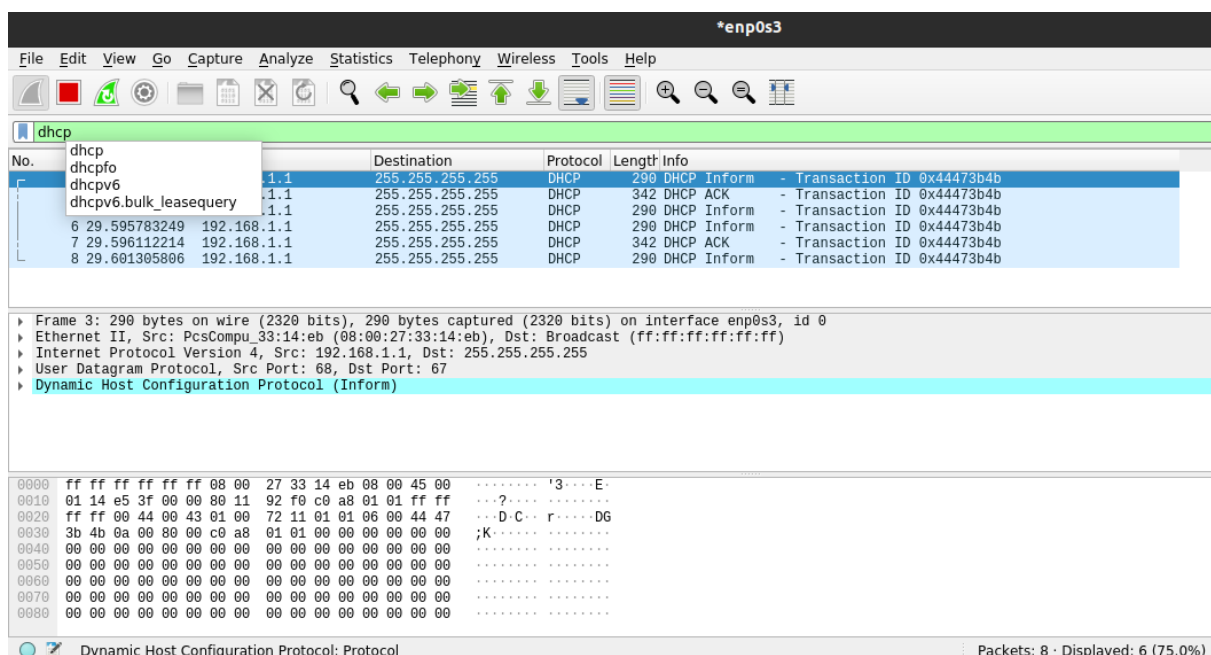 *enp0s3
File Edit View Go Capture Analyze Statistics Telephony Wireless Tools Help
dhcp
dhcp
dhcpfo
dhcpv6
dhcpv6.bulk_leasequery
No. Destination Protocol Length Info
.1.1 255.255.255.255 DHCP 290 DHCP Inform - Transaction ID 0x44473b4b
.1.1 255.255.255.255 DHCP 342 DHCP ACK - Transaction ID 0x44473b4b
.1.1 255.255.255.255 DHCP 290 DHCP Inform - Transaction ID 0x44473b4b
6 29.595783249 192.168.1.1 255.255.255.255 DHCP 290 DHCP Inform - Transaction ID 0x44473b4b
7 29.596112214 192.168.1.1 255.255.255.255 DHCP 342 DHCP ACK - Transaction ID 0x44473b4b
8 29.601305806 192.168.1.1 255.255.255.255 DHCP 290 DHCP Inform - Transaction ID 0x44473b4b
Frame 3: 290 bytes on wire (2320 bits), 290 bytes captured (2320 bits) on interface enp0s3, id 0
Ethernet II, Src: PcsCompu_33:14:eb (08:00:27:33:14:eb), Dst: Broadcast (ff:ff:ff:ff:ff:ff)
Internet Protocol Version 4, Src: 192.168.1.1, Dst: 255.255.255.255
User Datagram Protocol, Src Port: 68, Dst Port: 67
Dynamic Host Configuration Protocol (Inform)
0000 ff ff ff ff ff ff 08 00 27 33 14 eb 08 00 45 00 ········ '3····E·
0010 01 14 e5 3f 00 00 80 11 92 f0 c0 a8 01 01 ff ff ···?···· ········
0020 ff ff 00 44 00 43 01 00 72 11 01 01 06 00 44 47 ···D·C·· r·····DG
0030 3b 4b 0a 00 80 00 c0 a8 01 01 00 00 00 00 00 00 ;K······ ········
0040 00 00 00 00 00 00 00 00 00 00 00 00 00 00 00 00 ········ ········
0050 00 00 00 00 00 00 00 00 00 00 00 00 00 00 00 00 ········ ········
0060 00 00 00 00 00 00 00 00 00 00 00 00 00 00 00 00 ········ ········
0070 00 00 00 00 00 00 00 00 00 00 00 00 00 00 00 00 ········ ········
0080 00 00 00 00 00 00 00 00 00 00 00 00 00 00 00 00 ········ ········
Dynamic Host Configuration Protocol: Protocol Packets: 8 · Displayed: 6 (75.0%)